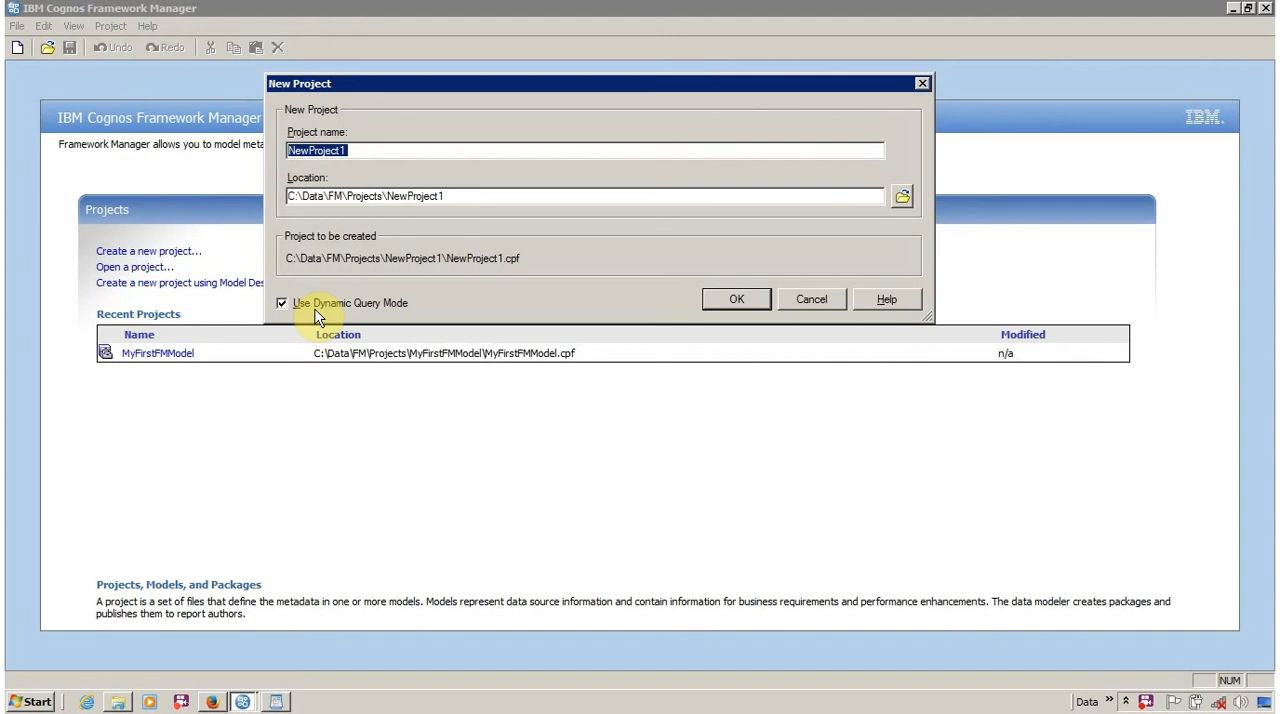 IBM Cognos Framework Manager
File Edit View Project Help
Undo Redo
New Project
New Project
IBM Cognos Framework Manager
IBM.
Project name:
Framework Manager allows you to model meta
NewProject1
Location:
C:\Data\FM\Projects\NewProject1
Projects
Project to be created
Create a new project...
C:\Data\FM\Projects\NewProject1\NewProject1.cpf
Open a project...
Create a new project using Model Des
Use Dynamic Query Mode
OK Cancel Help
Recent Projects
Name Location Modified
MyFirstFMModel C:\Data\FM\Projects\MyFirstFMModel\MyFirstFMModel.cpf n/a
Projects, Models, and Packages
A project is a set of files that define the metadata in one or more models. Models represent data source information and contain information for business requirements and performance enhancements. The data modeler creates packages and
publishes them to report authors.
NUM
Start Data »